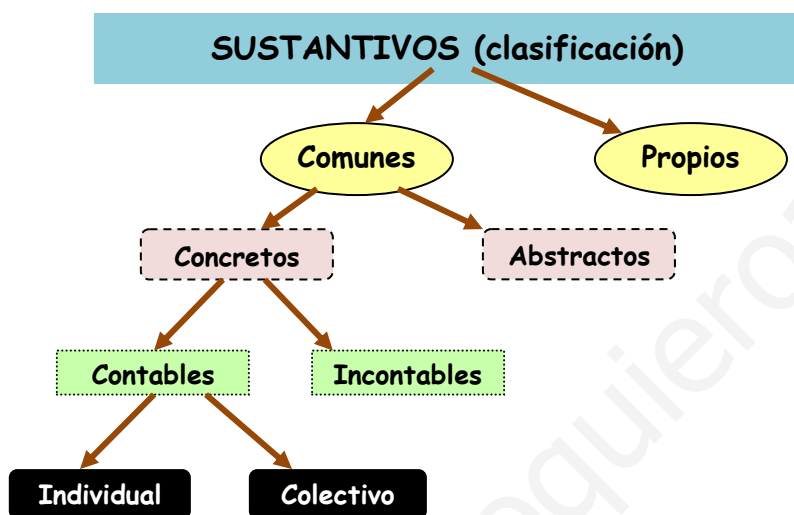 SUSTANTIVOS (clasificación)
Comunes
Propios
Concretos
Abstractos
Contables
Incontables
Individual
Colectivo